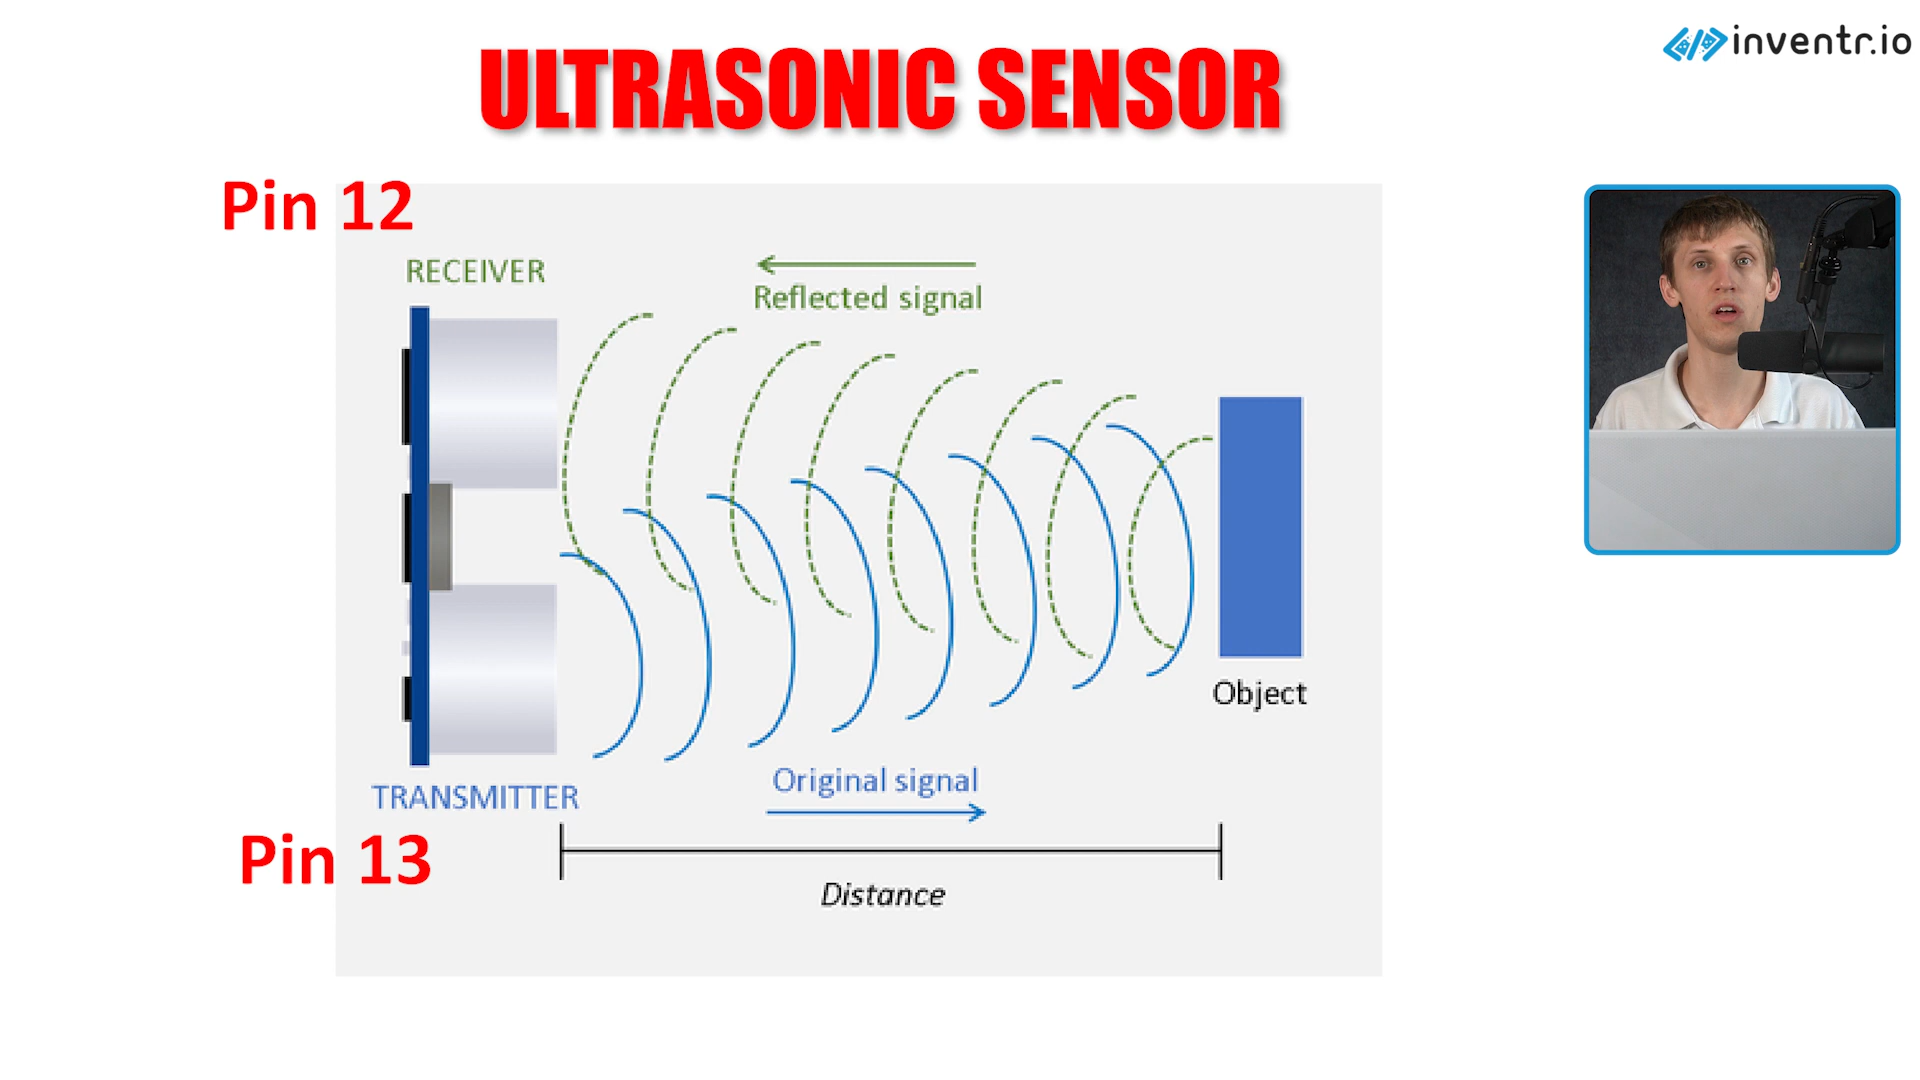 inventr.io
ULTRASONIC SENSOR
Pin 12
RECEIVER
Reflected signal
Object
Original signal
TRANSMITTER
Pin 13
Distance